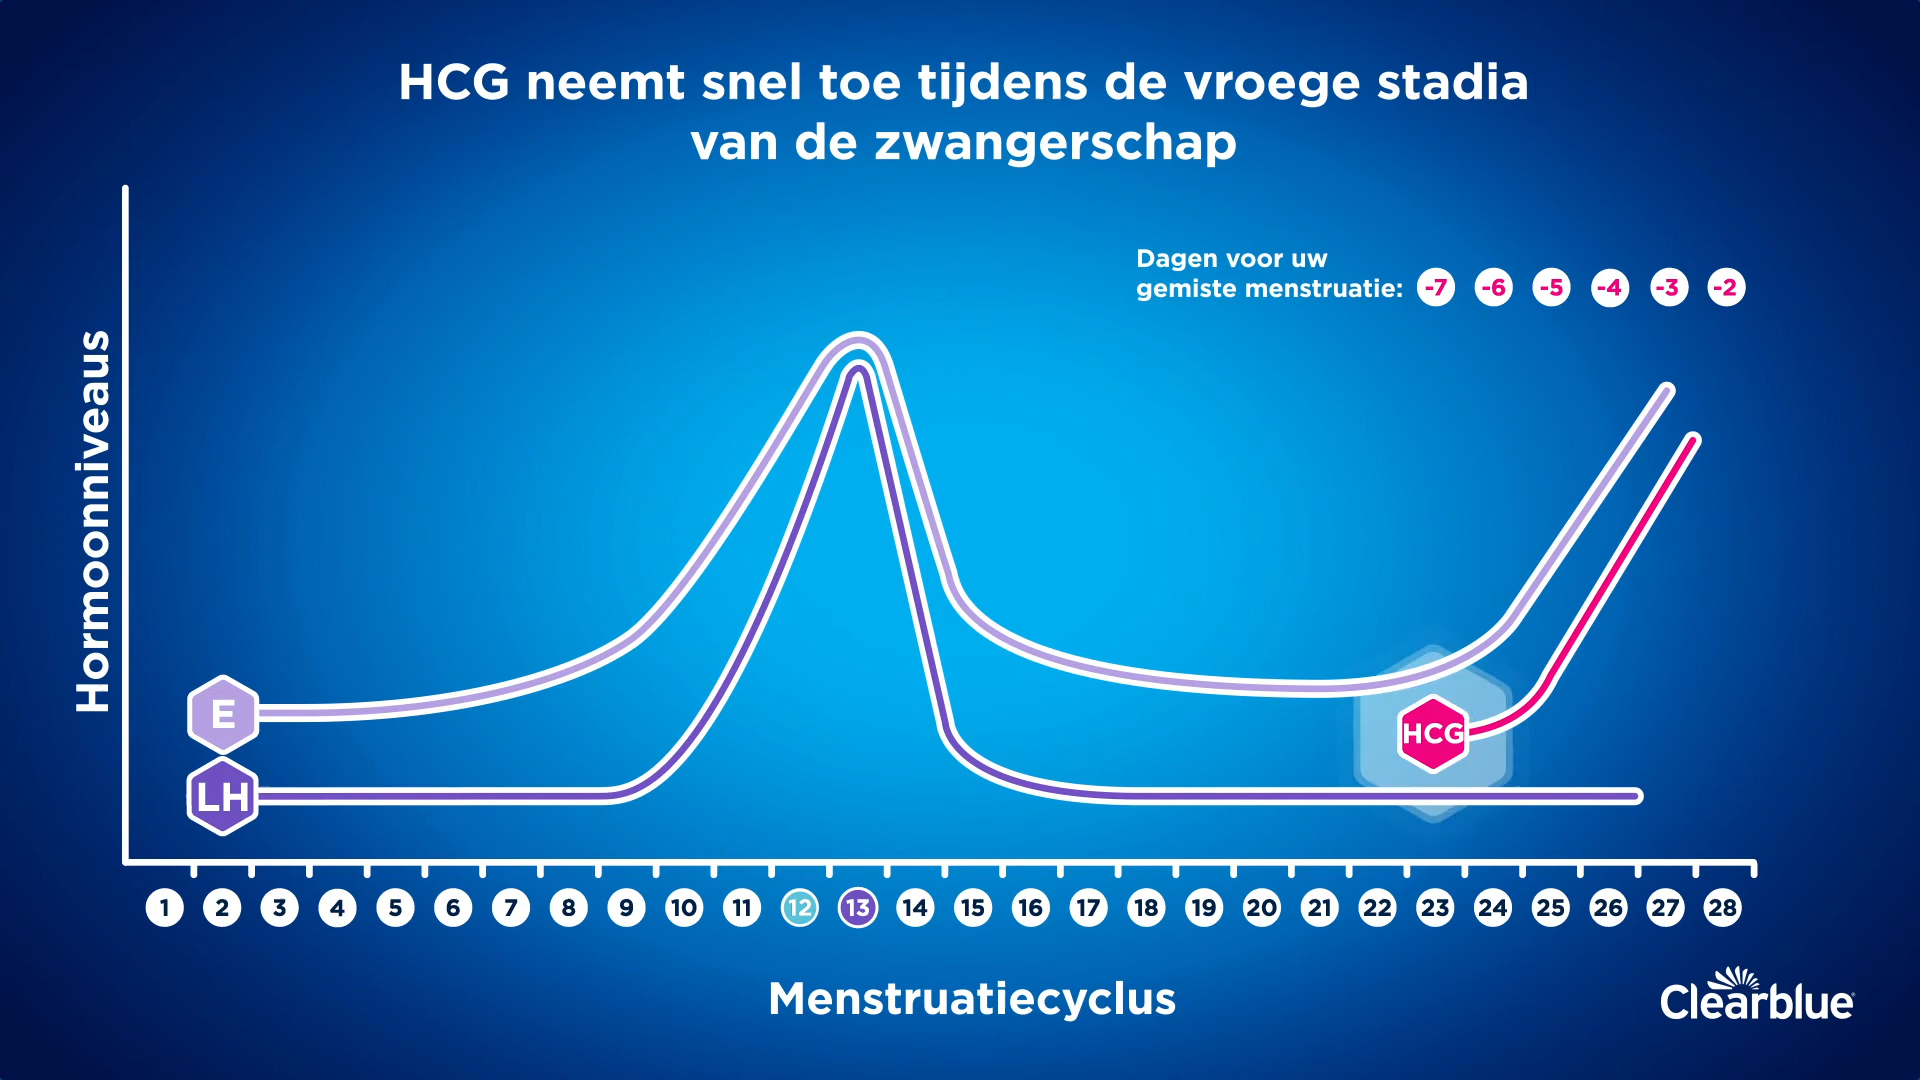 HCG neemt snel toe tijdens de vroege stadia
van de zwangerschap
Dagen voor uw
gemiste menstruatie: -7 -6 -5 -4 -3 -2
Hormoonniveaus
E
HCG
LH
1 2 3 4 5 6 7 8 9 10 11 12 13 14 15 16 17 18 19 20 21 22 23 24 25 26 27 28
Menstruatiecyclus
Clearblue